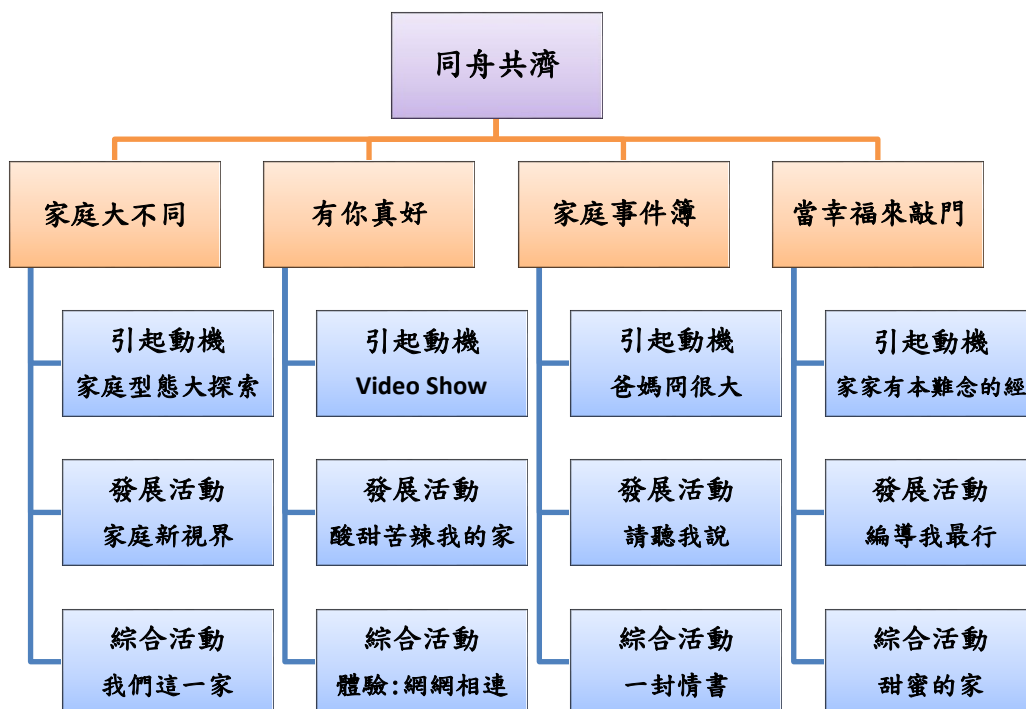 同舟共濟
家庭大不同
有你真好
家庭事件簿
當幸福來敲門
引起動機
家庭型態大探索
引起動機
Video Show
引起動機
爸媽冏很大
引起動機
家家有本難念的經
發展活動
家庭新視界
發展活動
酸甜苦辣我的家
發展活動
請聽我說
發展活動
編導我最行
綜合活動
我們這一家
綜合活動
體驗:網網相連
綜合活動
一封情書
綜合活動
甜蜜的家